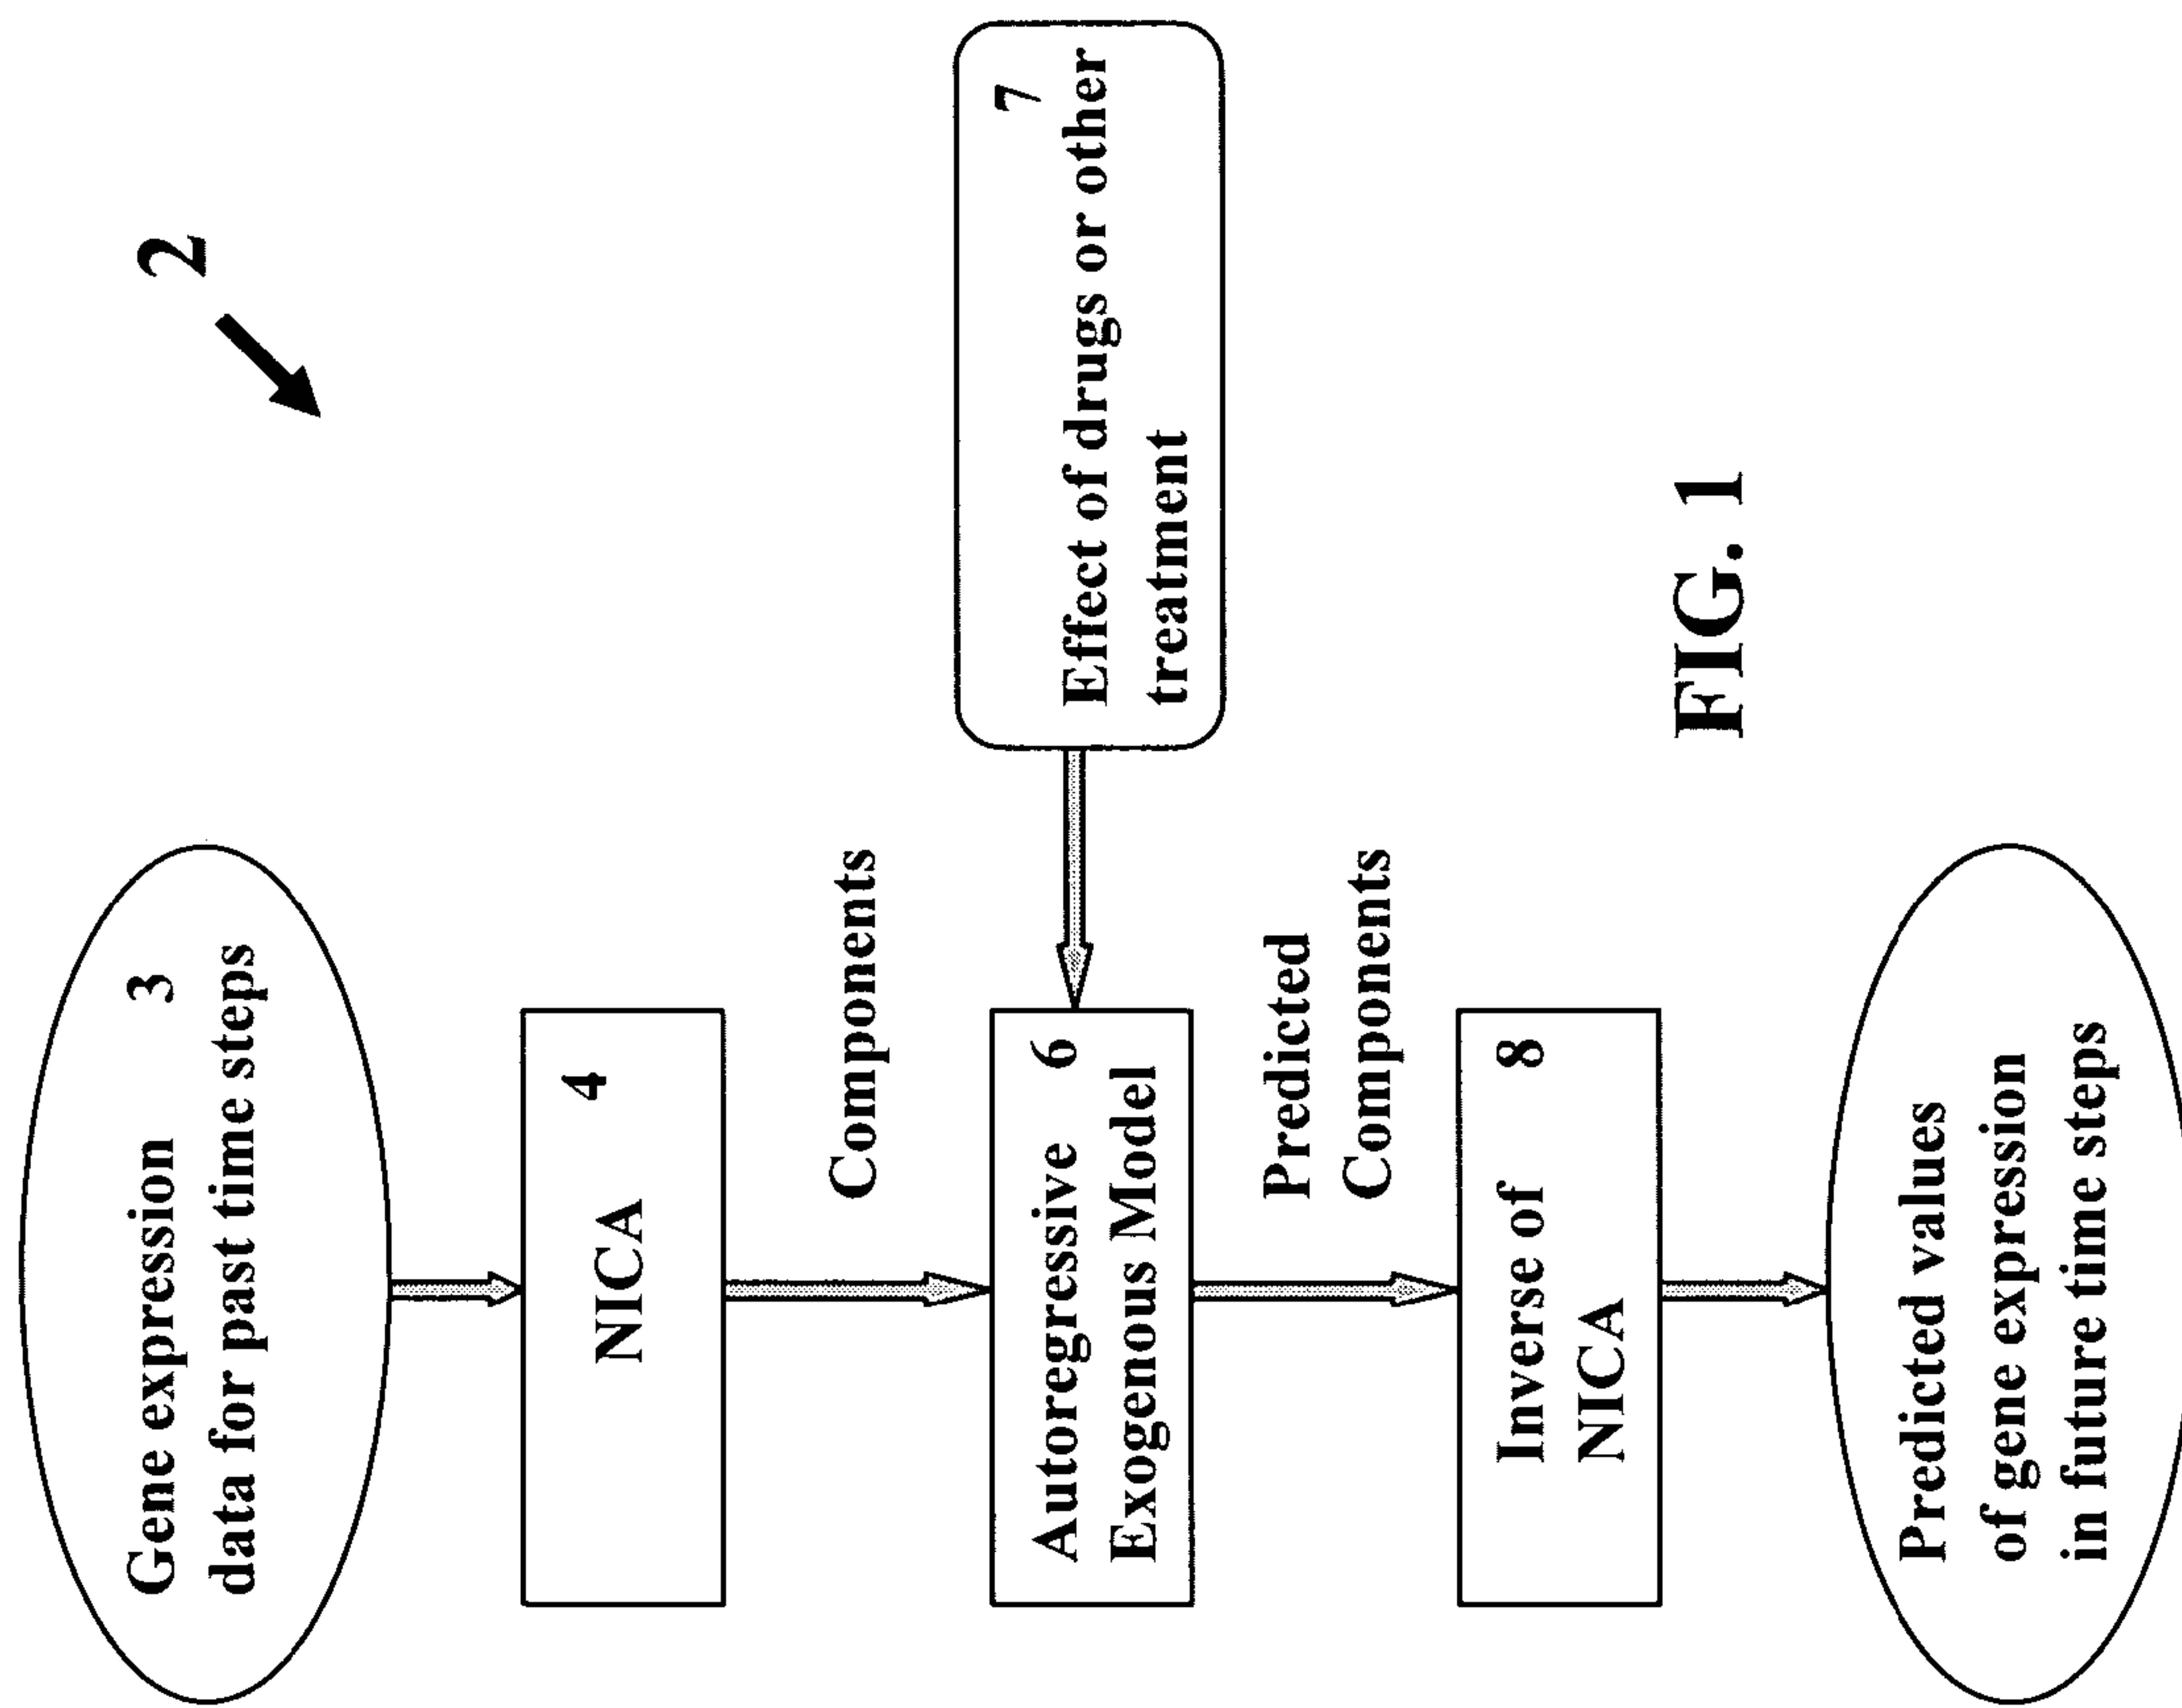 2
Gene expression 3
data for past time steps
4
NICA
Components
Autoregressive 6
Exogenous Model
7
Effect of drugs or other
treatment
Predicted
Components
Inverse of 8
NICA
Predicted values
of gene expression
in future time steps
FIG. 1